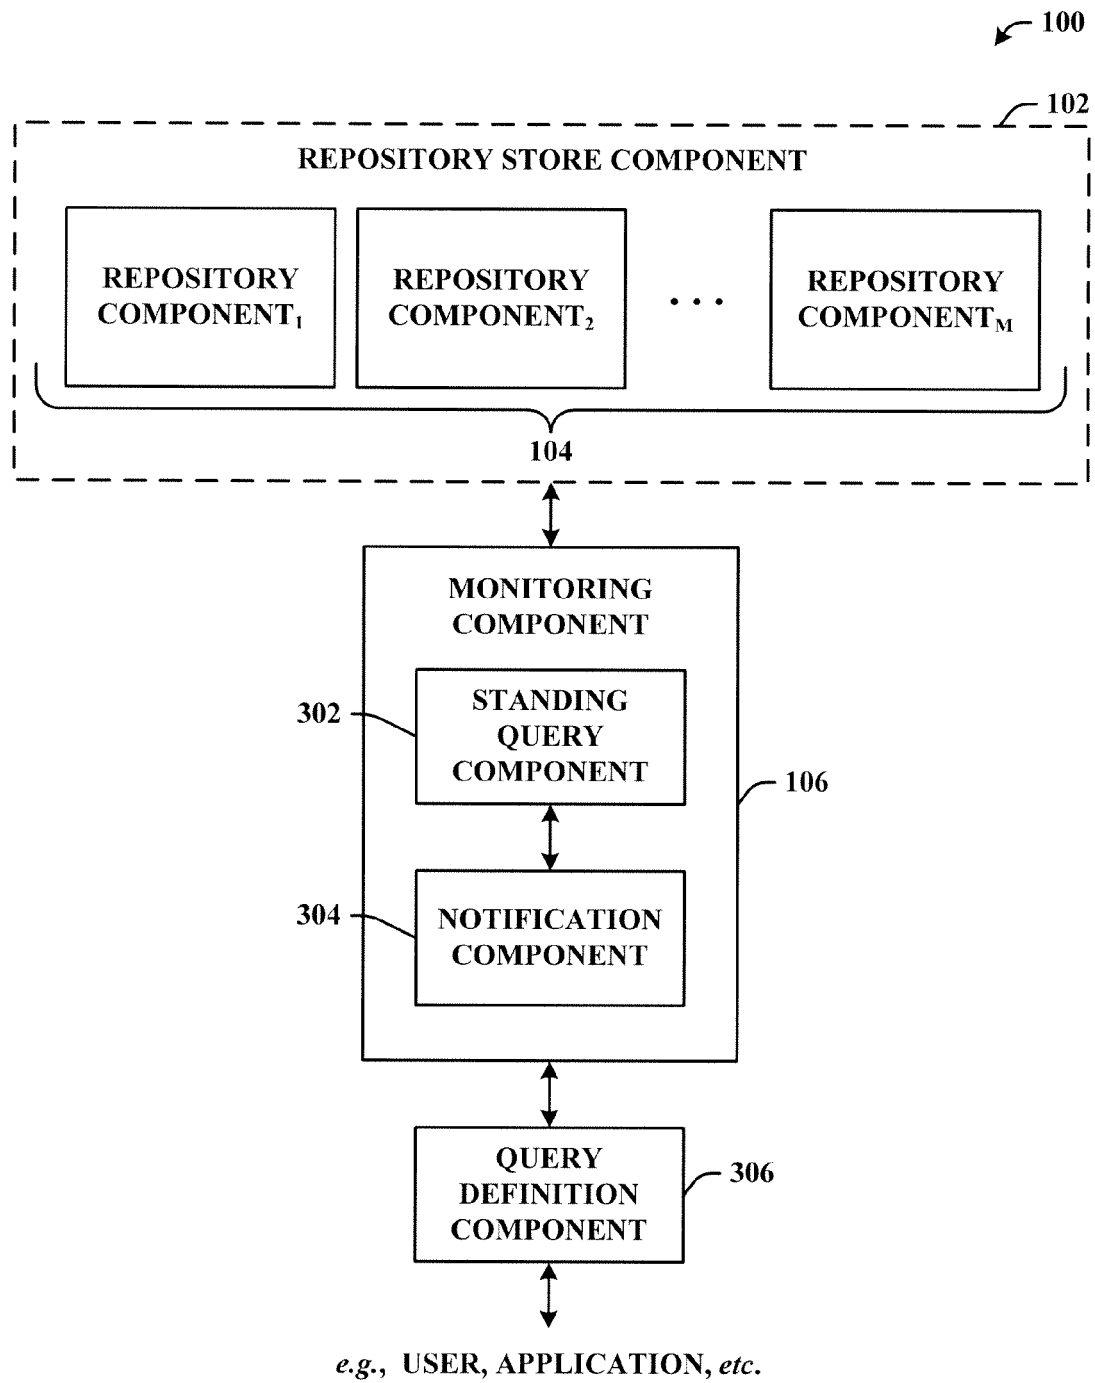 100
102
REPOSITORY STORE COMPONENT
REPOSITORY
COMPONENT1
REPOSITORY
COMPONENT2
. . .
REPOSITORY
COMPONENTM
104
MONITORING
COMPONENT
302
STANDING
QUERY
COMPONENT
106
304
NOTIFICATION
COMPONENT
QUERY
DEFINITION
COMPONENT
306
e.g., USER, APPLICATION, etc.